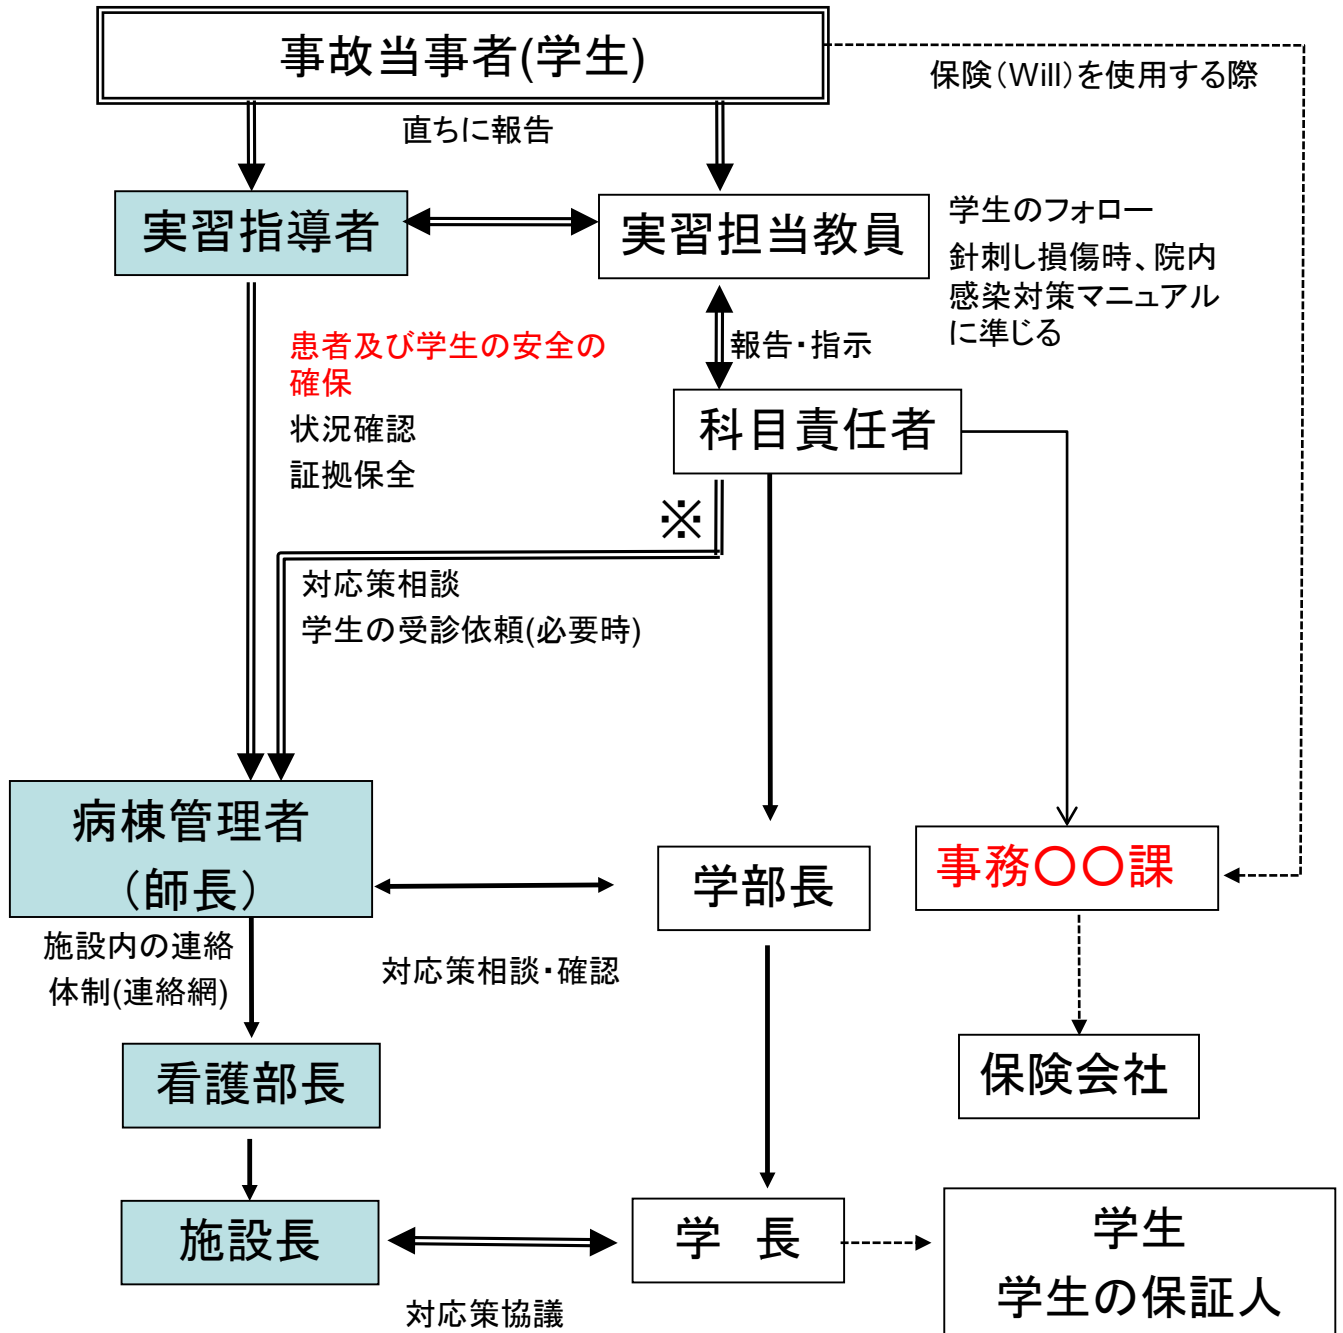 事故当事者(学生)
保険（Will）を使用する際
直ちに報告
実習指導者
実習担当教員
学生のフォロー
針刺し損傷時、院内
感染対策マニュアル
に準じる
患者及び学生の安全の
確保
状況確認
証拠保全
報告・指示
科目責任者
※
対応策相談
学生の受診依頼(必要時)
病棟管理者
（師長）
学部長
事務〇〇課
施設内の連絡
体制(連絡網)
対応策相談・確認
看護部長
保険会社
施設長
学　長
学生
学生の保証人
対応策協議